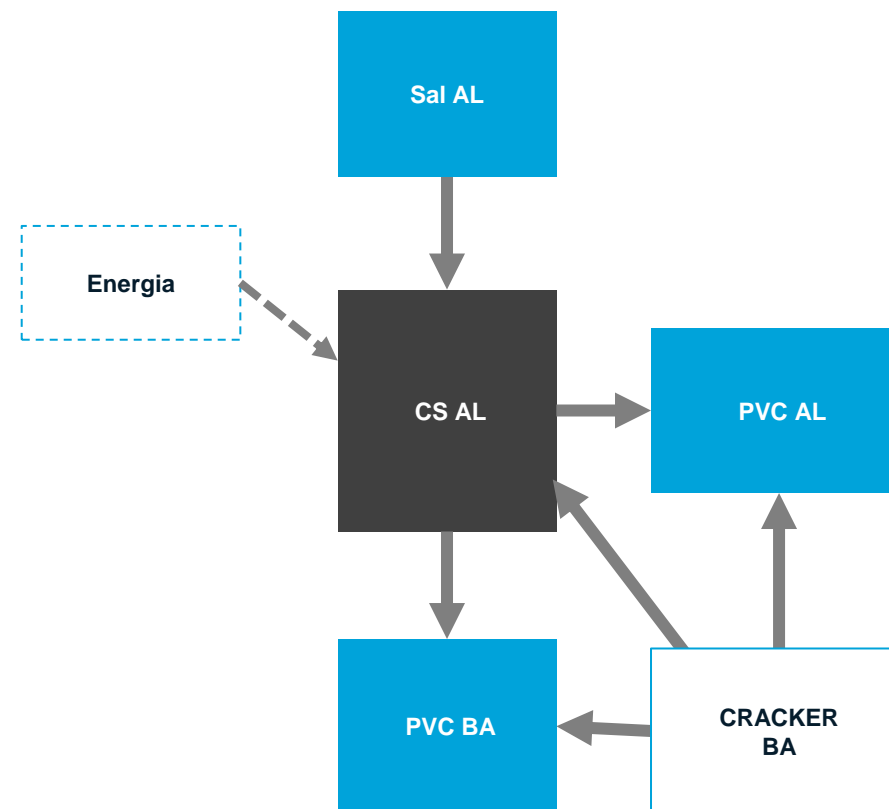 Sal AL
Energia
CS AL
PVC AL
PVC BA
CRACKER
BA